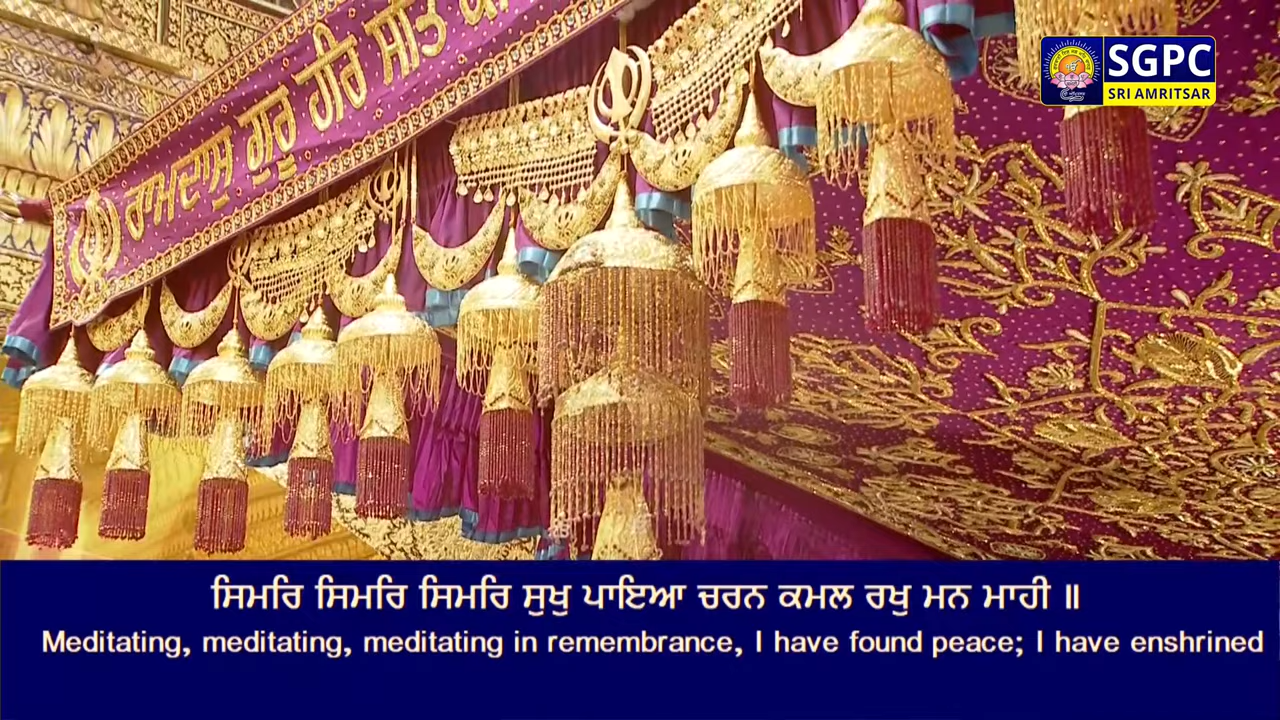 ਰਾਮਦਾਸੁ ਗੁਰੂ ਹੀ ਸਤਿ
SGPC
SRI AMRITSAR
ਸਿਮਰਿ ਸਿਮਰਿ ਸਿਮਰਿ ਸੁਖੁ ਪਾਇਆ ਚਰਨ ਕਮਲ ਰਖੁ ਮਨ ਮਾਹੀ ॥
Meditating, meditating, meditating in remembrance, I have found peace; I have enshrined